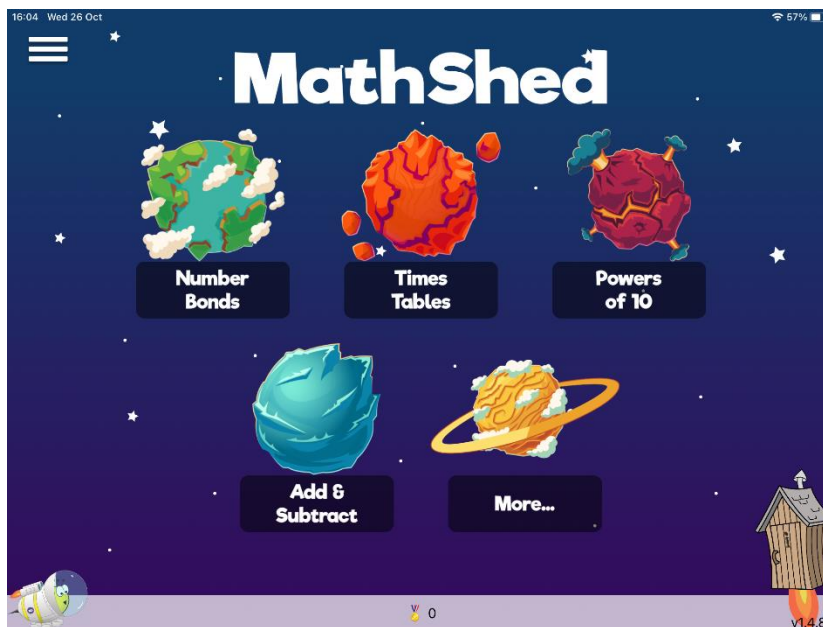 16:04 Wed 26 Oct
57%
MathShed
Number
Bonds
Times
Tables
Powers
of 10
Add &
Subtract
More...
0
v1.4.8